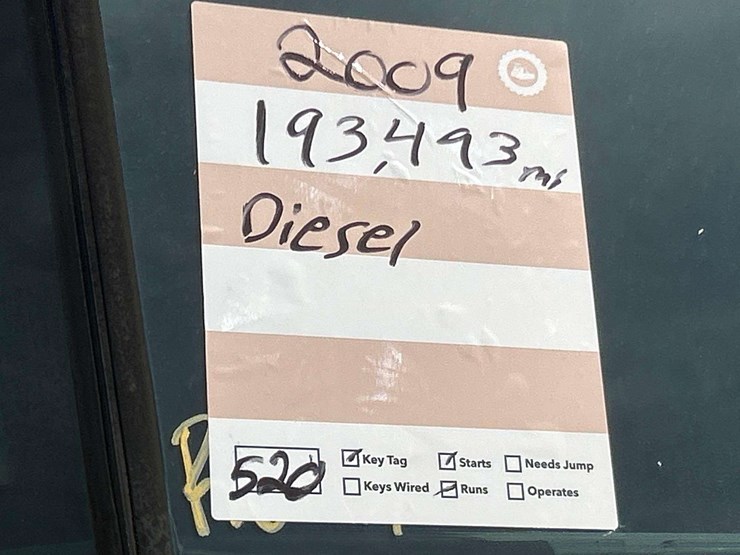 2009
193,493 mi
Diesel
520
Key Tag Starts Needs Jump
Keys Wired Runs Operates